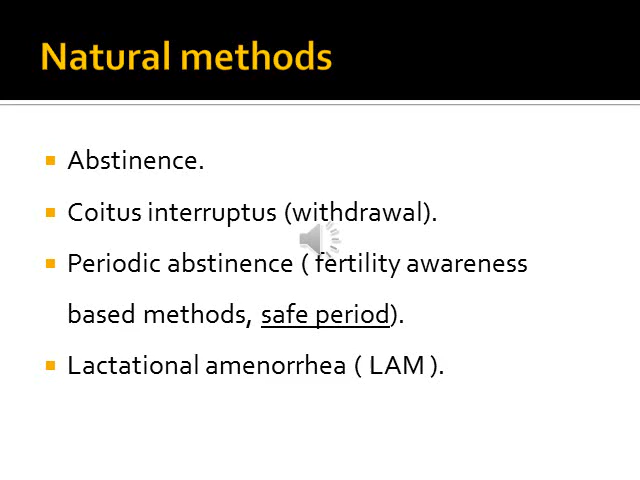 Natural methods
Abstinence.
Coitus interruptus (withdrawal).
Periodic abstinence ( fertility awareness
based methods, safe period).
Lactational amenorrhea ( LAM ).